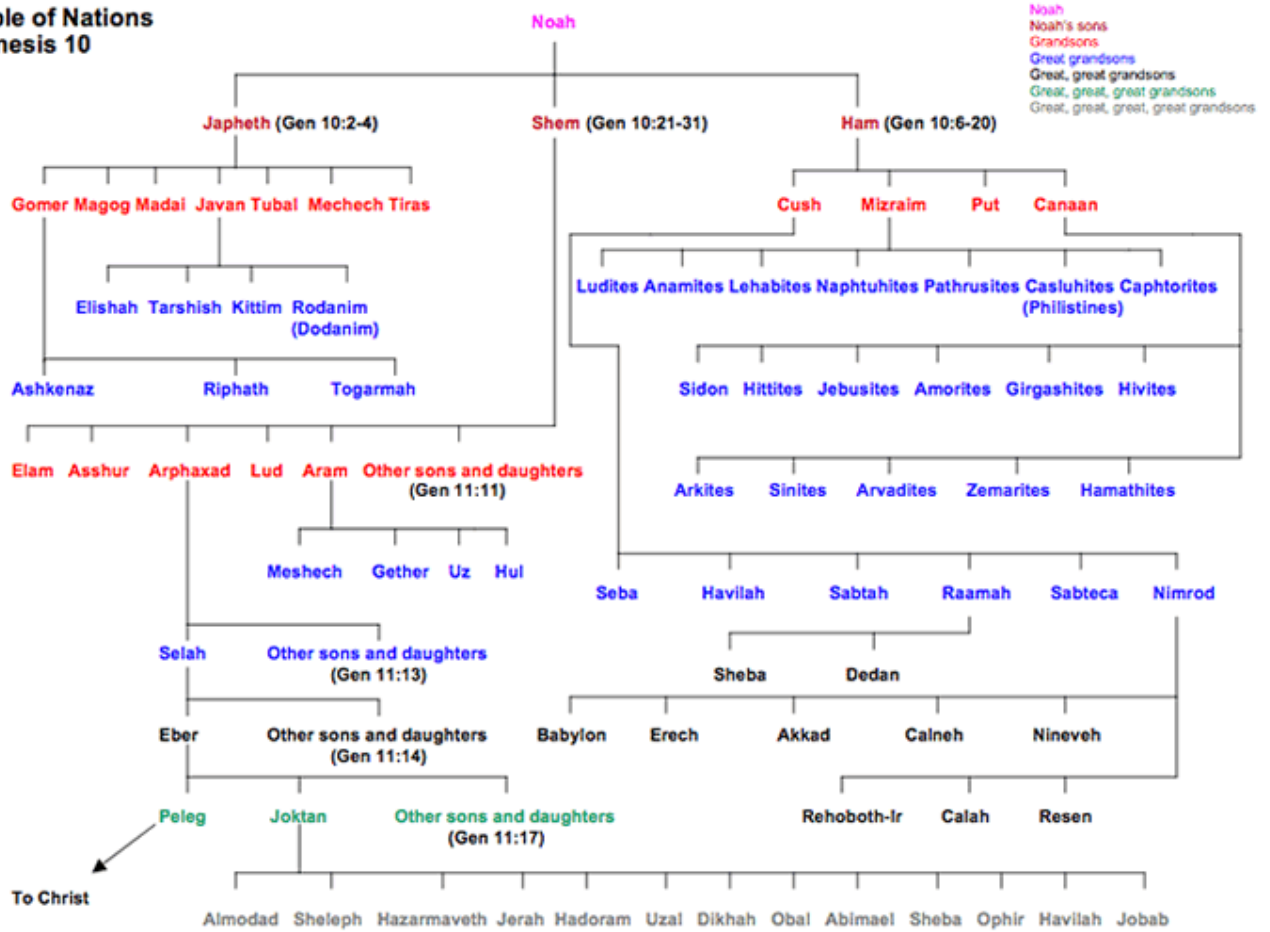 ble of Nations
nesis 10
Noah
Noah
Noah's sons
Grandsons
Great grandsons
Great, great grandsons
Great, great, great grandsons
Great, great, great, great grandsons
Japheth (Gen 10:2-4)
Shem (Gen 10:21-31)
Ham (Gen 10:6-20)
Gomer Magog Madai Javan Tubal Mechech Tiras
Cush Mizraim Put Canaan
Ludites Anamites Lehabites Naphtuhites Pathrusites Casluhites Caphtorites
(Philistines)
Elishah Tarshish Kittim Rodanim
(Dodanim)
Ashkenaz Riphath Togarmah
Sidon Hittites Jebusites Amorites Girgashites Hivites
Elam Asshur Arphaxad Lud Aram Other sons and daughters
(Gen 11:11)
Arkites Sinites Arvadites Zemarites Hamathites
Meshech Gether Uz Hul
Seba Havilah Sabtah Raamah Sabteca Nimrod
Selah Other sons and daughters
(Gen 11:13)
Sheba Dedan
Eber Other sons and daughters
(Gen 11:14)
Babylon Erech Akkad Calneh Nineveh
Peleg Joktan Other sons and daughters
(Gen 11:17)
Rehoboth-Ir Calah Resen
To Christ
Almodad Sheleph Hazarmaveth Jerah Hadoram Uzal Dikhah Obal Abimael Sheba Ophir Havilah Jobab